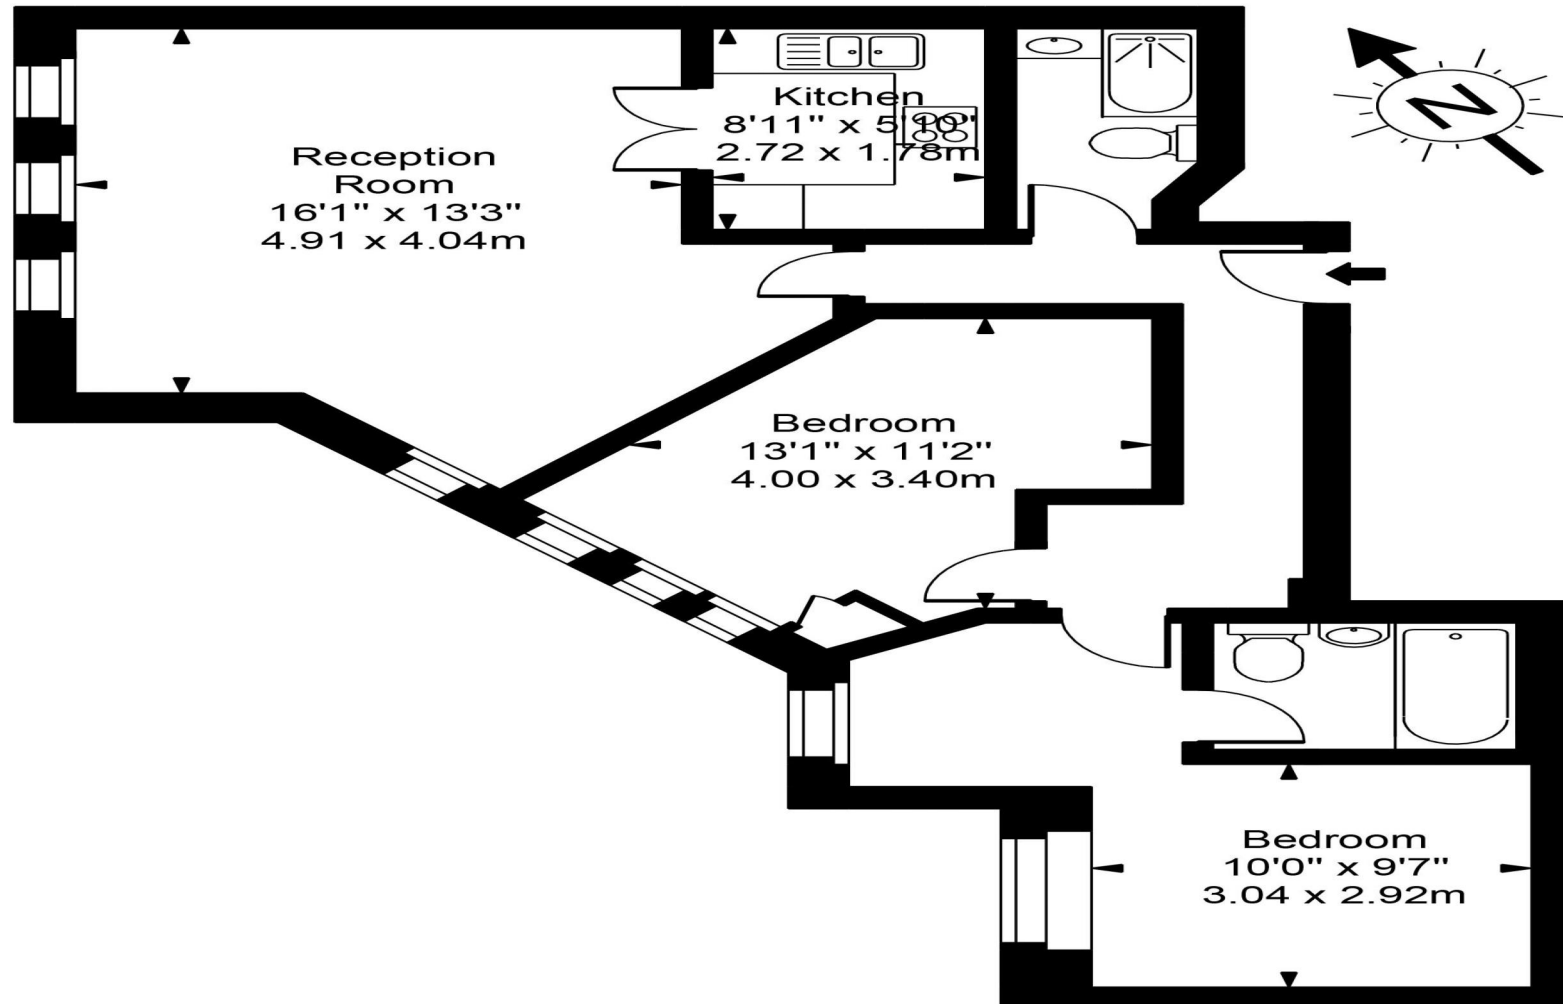 Kitchen
8'11" x 5'10"
2.72 x 1.78m
N
Reception
Room
16'1" x 13'3"
4.91 x 4.04m
Bedroom
13'1" x 11'2"
4.00 x 3.40m
Bedroom
10'0" x 9'7"
3.04 x 2.92m